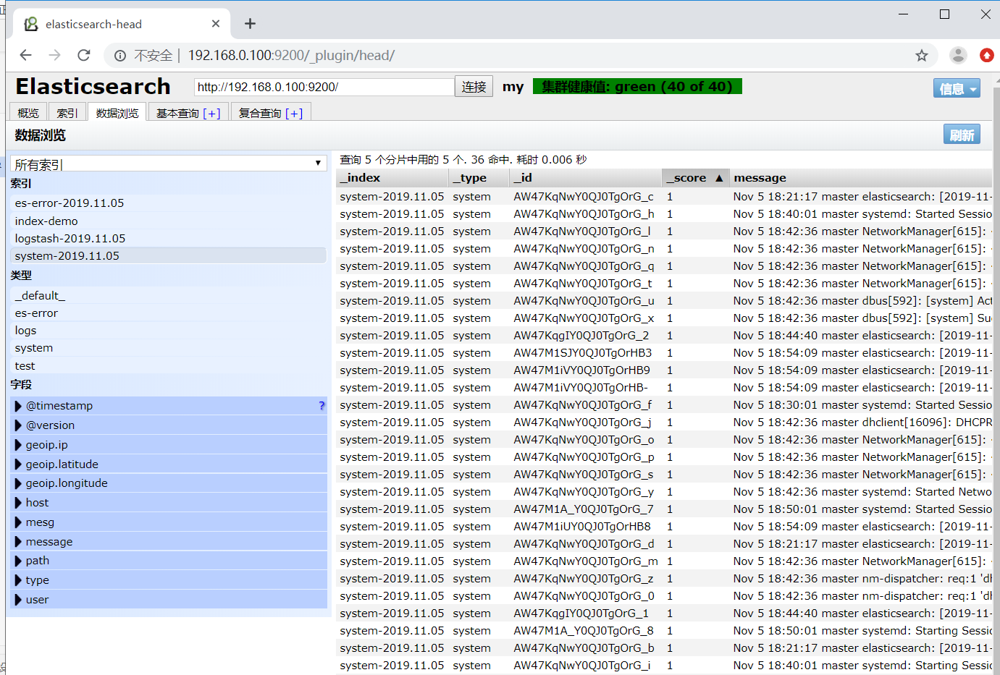 elasticsearch-head
不安全 | 192.168.0.100:9200/_plugin/head/
Elasticsearch http://192.168.0.100:9200/ 连接 my 集群健康值: green (40 of 40) 信息
概览 索引 数据浏览 基本查询 [+] 复合查询 [+]
数据浏览 刷新
所有索引
索引
es-error-2019.11.05
index-demo
logstash-2019.11.05
system-2019.11.05
类型
_default_
es-error
logs
system
test
字段
@timestamp ?
@version
geoip.ip
geoip.latitude
geoip.longitude
host
mesg
message
path
type
user
查询 5 个分片中用的 5 个. 36 命中. 耗时 0.006 秒
_index _type _id _score ▲ message
system-2019.11.05 system AW47KqNwY0QJ0TgOrG_c 1 Nov 5 18:21:17 master elasticsearch: [2019-11-
system-2019.11.05 system AW47KqNwY0QJ0TgOrG_h 1 Nov 5 18:40:01 master systemd: Started Sessio
system-2019.11.05 system AW47KqNwY0QJ0TgOrG_l 1 Nov 5 18:42:36 master NetworkManager[615]:
system-2019.11.05 system AW47KqNwY0QJ0TgOrG_n 1 Nov 5 18:42:36 master NetworkManager[615]:
system-2019.11.05 system AW47KqNwY0QJ0TgOrG_q 1 Nov 5 18:42:36 master NetworkManager[615]:
system-2019.11.05 system AW47KqNwY0QJ0TgOrG_t 1 Nov 5 18:42:36 master NetworkManager[615]:
system-2019.11.05 system AW47KqNwY0QJ0TgOrG_u 1 Nov 5 18:42:36 master dbus[592]: [system] Act
system-2019.11.05 system AW47KqNwY0QJ0TgOrG_x 1 Nov 5 18:42:36 master dbus[592]: [system] Suc
system-2019.11.05 system AW47KqgIY0QJ0TgOrG_2 1 Nov 5 18:44:40 master elasticsearch: [2019-11-
system-2019.11.05 system AW47M1SJY0QJ0TgOrHB3 1 Nov 5 18:54:09 master elasticsearch: [2019-11-
system-2019.11.05 system AW47M1iVY0QJ0TgOrHB9 1 Nov 5 18:54:09 master elasticsearch: [2019-11-
system-2019.11.05 system AW47M1iVY0QJ0TgOrHB- 1 Nov 5 18:54:09 master elasticsearch: [2019-11-
system-2019.11.05 system AW47KqNwY0QJ0TgOrG_f 1 Nov 5 18:30:01 master systemd: Started Sessio
system-2019.11.05 system AW47KqNwY0QJ0TgOrG_j 1 Nov 5 18:42:36 master dhclient[16096]: DHCPR
system-2019.11.05 system AW47KqNwY0QJ0TgOrG_o 1 Nov 5 18:42:36 master NetworkManager[615]:
system-2019.11.05 system AW47KqNwY0QJ0TgOrG_p 1 Nov 5 18:42:36 master NetworkManager[615]:
system-2019.11.05 system AW47KqNwY0QJ0TgOrG_s 1 Nov 5 18:42:36 master NetworkManager[615]:
system-2019.11.05 system AW47KqNwY0QJ0TgOrG_y 1 Nov 5 18:42:36 master systemd: Started Netwo
system-2019.11.05 system AW47M1A_Y0QJ0TgOrG_7 1 Nov 5 18:50:01 master systemd: Started Sessio
system-2019.11.05 system AW47M1iUY0QJ0TgOrHB8 1 Nov 5 18:54:09 master elasticsearch: [2019-11-
system-2019.11.05 system AW47KqNwY0QJ0TgOrG_d 1 Nov 5 18:21:17 master elasticsearch: [2019-11-
system-2019.11.05 system AW47KqNwY0QJ0TgOrG_m 1 Nov 5 18:42:36 master NetworkManager[615]:
system-2019.11.05 system AW47KqNwY0QJ0TgOrG_z 1 Nov 5 18:42:36 master nm-dispatcher: req:1 'dh
system-2019.11.05 system AW47KqNwY0QJ0TgOrG_0 1 Nov 5 18:42:36 master nm-dispatcher: req:1 'dh
system-2019.11.05 system AW47KqgIY0QJ0TgOrG_1 1 Nov 5 18:44:40 master elasticsearch: [2019-11-
system-2019.11.05 system AW47M1A_Y0QJ0TgOrG_8 1 Nov 5 18:50:01 master systemd: Starting Sessic
system-2019.11.05 system AW47KqNwY0QJ0TgOrG_b 1 Nov 5 18:21:17 master elasticsearch: [2019-11-
system-2019.11.05 system AW47KqNwY0QJ0TgOrG_i 1 Nov 5 18:40:01 master systemd: Starting Sessi